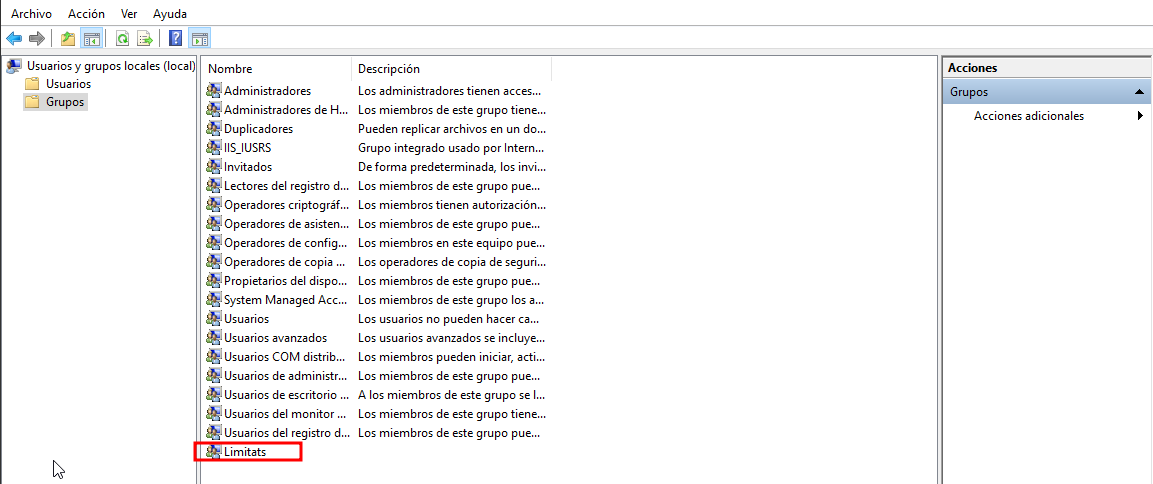 Archivo Acción Ver Ayuda
Usuarios y grupos locales (local)
Usuarios
Grupos
Nombre Descripción
Administradores Los administradores tienen acces...
Administradores de H... Los miembros de este grupo tiene...
Duplicadores Pueden replicar archivos en un do...
IIS_IUSRS Grupo integrado usado por Intern...
Invitados De forma predeterminada, los invi...
Lectores del registro d... Los miembros de este grupo pue...
Operadores criptográf... Los miembros tienen autorización...
Operadores de asisten... Los miembros de este grupo pue...
Operadores de config... Los miembros en este equipo pue...
Operadores de copia ... Los operadores de copia de seguri...
Propietarios del dispo... Los miembros de este grupo pue...
System Managed Acc... Los miembros de este grupo los a...
Usuarios Los usuarios no pueden hacer ca...
Usuarios avanzados Los usuarios avanzados se incluye...
Usuarios COM distrib... Los miembros pueden iniciar, acti...
Usuarios de administr... Los miembros de este grupo pue...
Usuarios de escritorio ... A los miembros de este grupo se l...
Usuarios del monitor ... Los miembros de este grupo tiene...
Usuarios del registro d... Los miembros de este grupo pue...
Limitats
Acciones
Grupos
Acciones adicionales